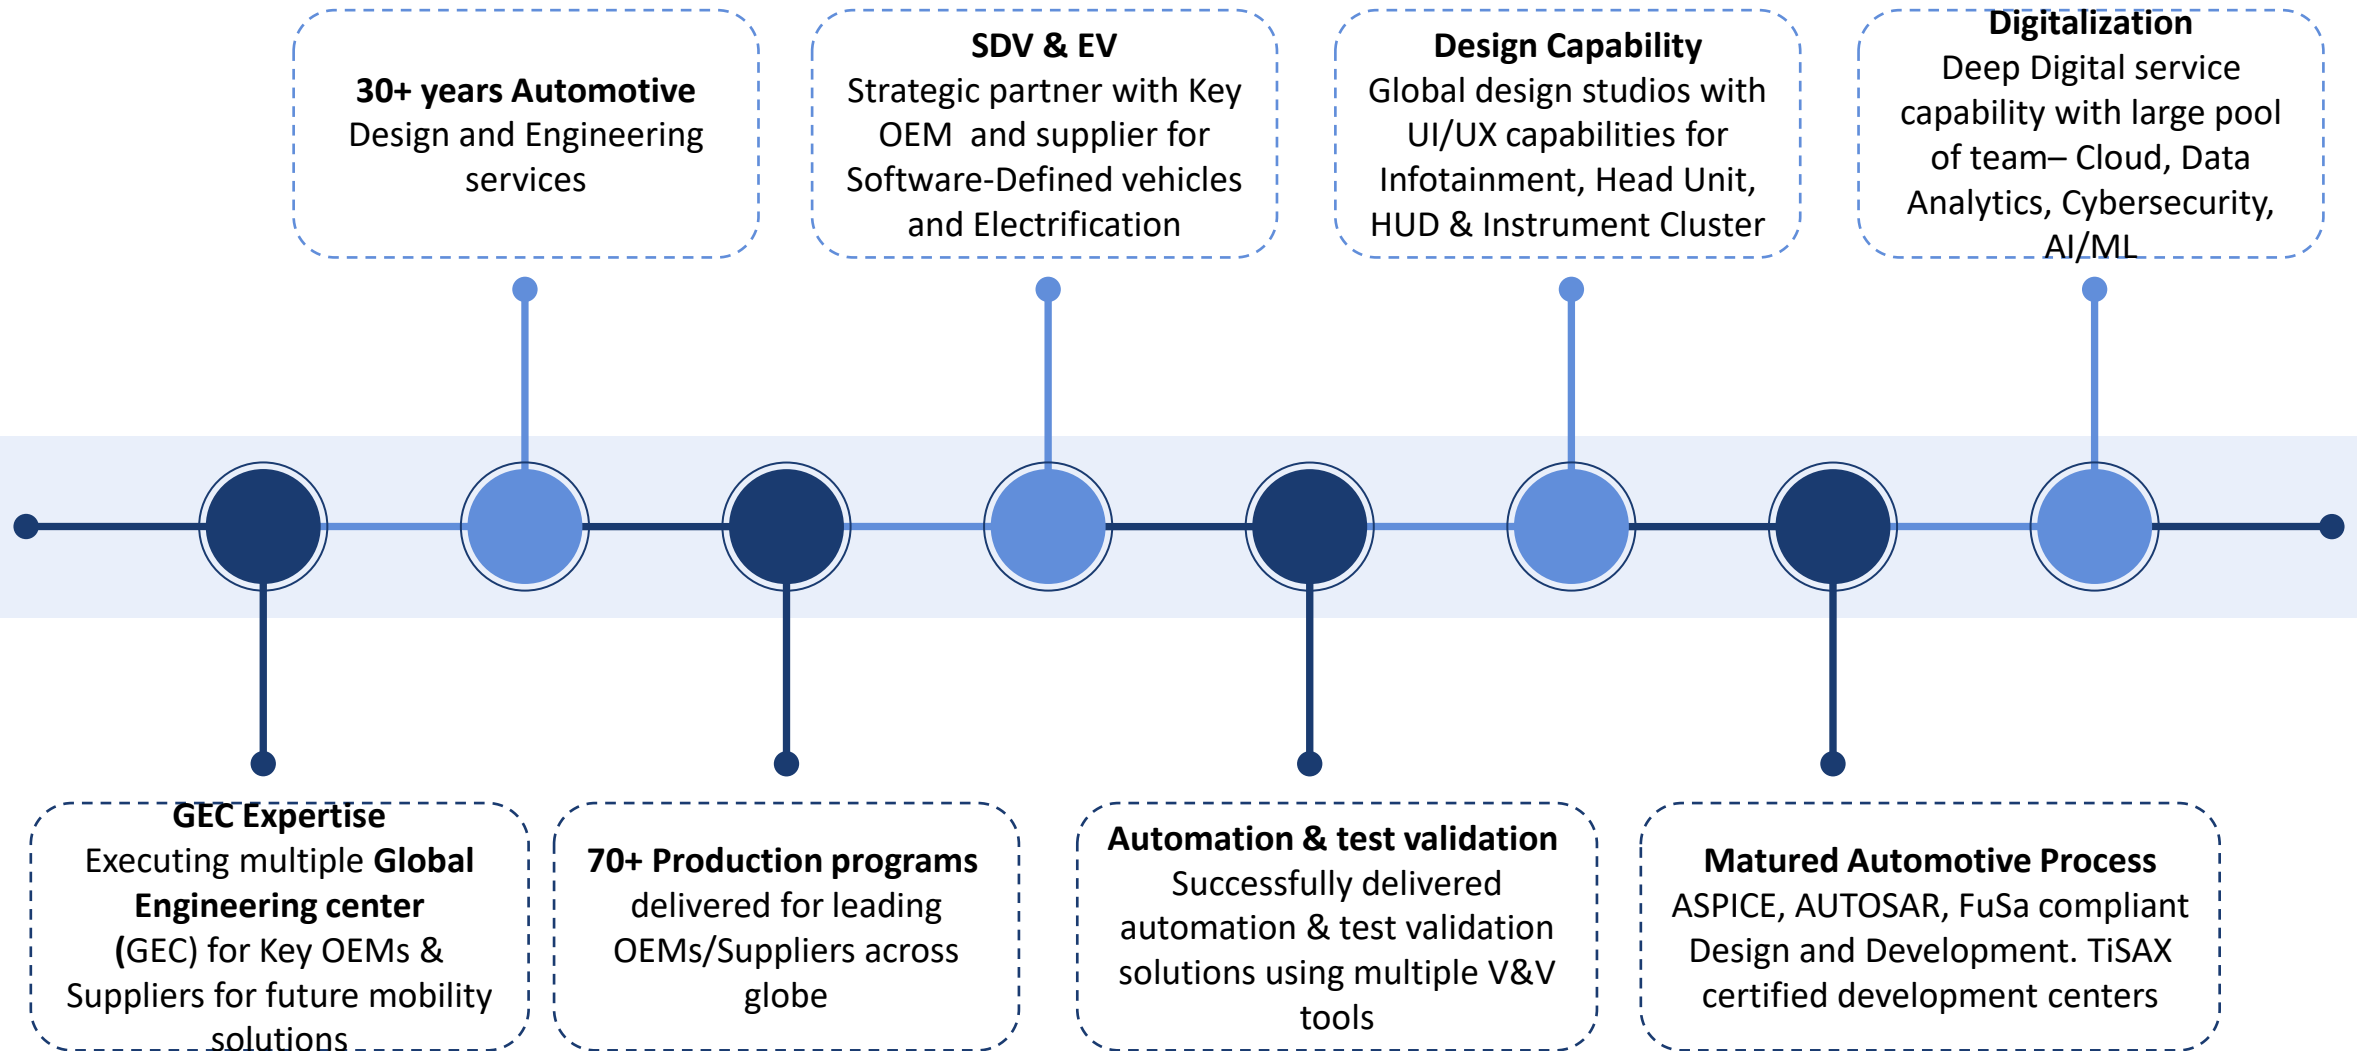 30+ years Automotive
Design and Engineering
services
SDV & EV
Strategic partner with Key
OEM  and supplier for
Software-Defined vehicles
and Electrification
Design Capability
Global design studios with
UI/UX capabilities for
Infotainment, Head Unit,
HUD & Instrument Cluster
Digitalization
Deep Digital service
capability with large pool
of team– Cloud, Data
Analytics, Cybersecurity,
AI/ML
GEC Expertise
Executing multiple Global
Engineering center
(GEC) for Key OEMs &
Suppliers for future mobility
solutions
70+ Production programs
delivered for leading
OEMs/Suppliers across
globe
Automation & test validation
Successfully delivered
automation & test validation
solutions using multiple V&V
tools
Matured Automotive Process
ASPICE, AUTOSAR, FuSa compliant
Design and Development. TiSAX
certified development centers